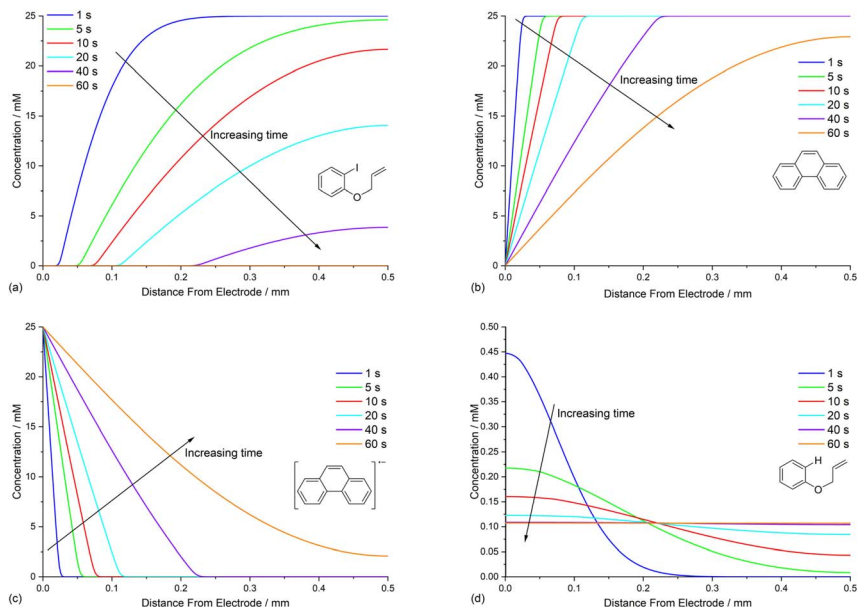 25
20
15
10
5
0
Concentration / mM
1 s
5 s
10 s
20 s
40 s
60 s
Increasing time
I
O
0.0 0.1 0.2 0.3 0.4 0.5
Distance From Electrode / mm
(a)
25
20
15
10
5
0
Concentration / mM
Increasing time
1 s
5 s
10 s
20 s
40 s
60 s
0.0 0.1 0.2 0.3 0.4 0.5
Distance From Electrode / mm
(b)
25
20
15
10
5
0
Concentration / mM
1 s
5 s
10 s
20 s
40 s
60 s
Increasing time
•−
0.0 0.1 0.2 0.3 0.4 0.5
Distance From Electrode / mm
(c)
0.50
0.45
0.40
0.35
0.30
0.25
0.20
0.15
0.10
0.05
0.00
Concentration / mM
1 s
5 s
10 s
20 s
40 s
60 s
Increasing time
H
O
0.0 0.1 0.2 0.3 0.4 0.5
Distance From Electrode / mm
(d)